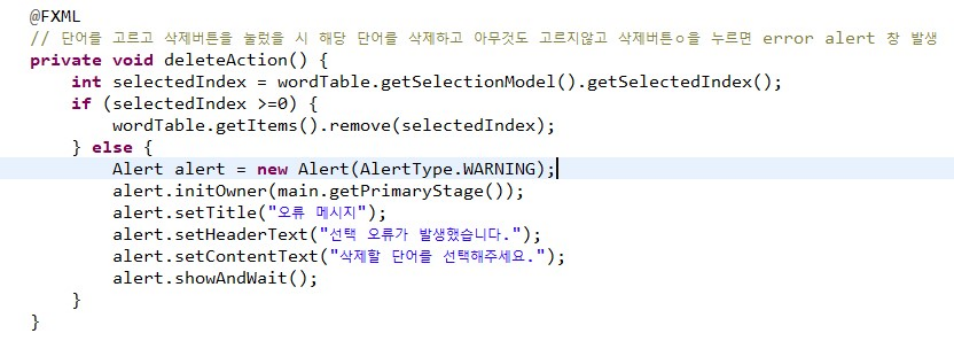 @FXML
// 단어를 고르고 삭제버튼을 눌렀을 시 해당 단어를 삭제하고 아무것도 고르지않고 삭제버튼ㅇ을 누르면 error alert 창 발생
private void deleteAction() {
    int selectedIndex = wordTable.getSelectionModel().getSelectedIndex();
    if (selectedIndex >=0) {
        wordTable.getItems().remove(selectedIndex);
    } else {
        Alert alert = new Alert(AlertType.WARNING);
        alert.initOwner(main.getPrimaryStage());
        alert.setTitle("오류 메시지");
        alert.setHeaderText("선택 오류가 발생했습니다.");
        alert.setContentText("삭제할 단어를 선택해주세요.");
        alert.showAndWait();
    }
}